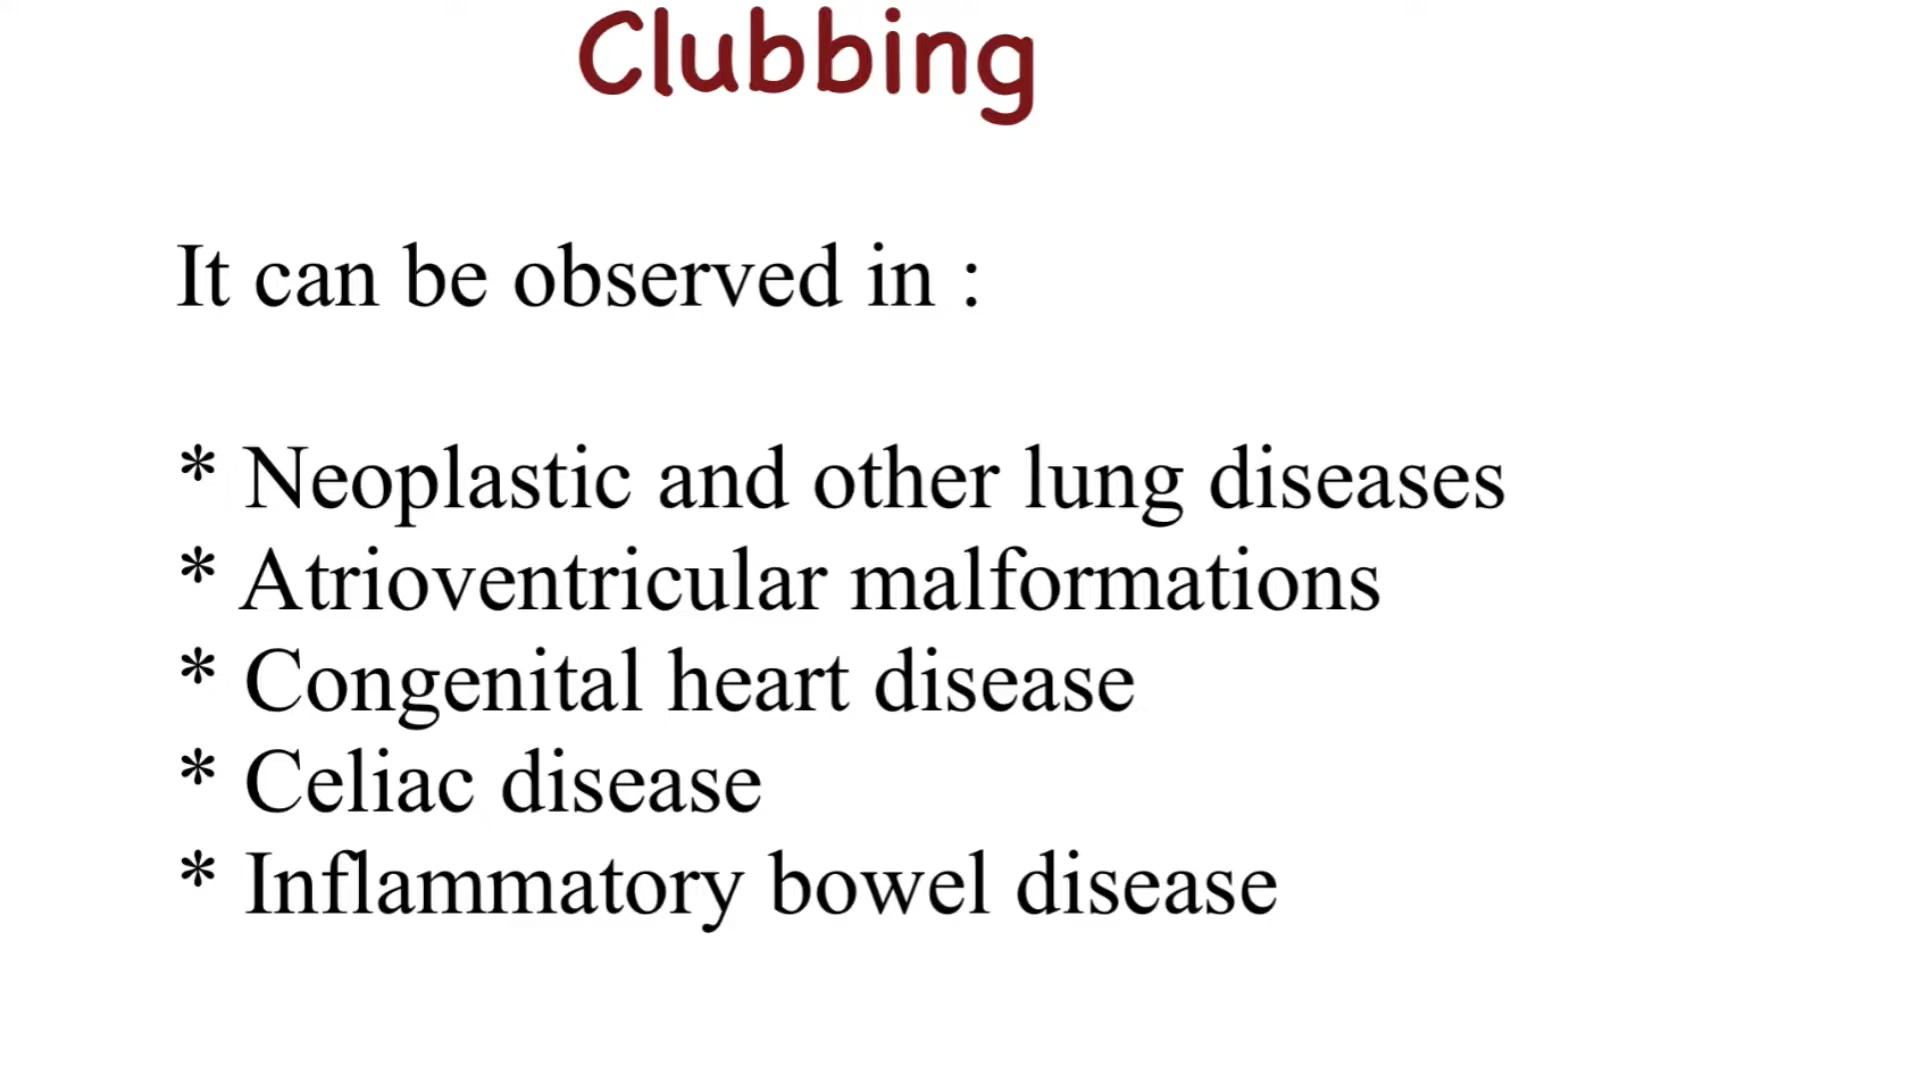 Clubbing
It can be observed in :
* Neoplastic and other lung diseases
* Atrioventricular malformations
* Congenital heart disease
* Celiac disease
* Inflammatory bowel disease